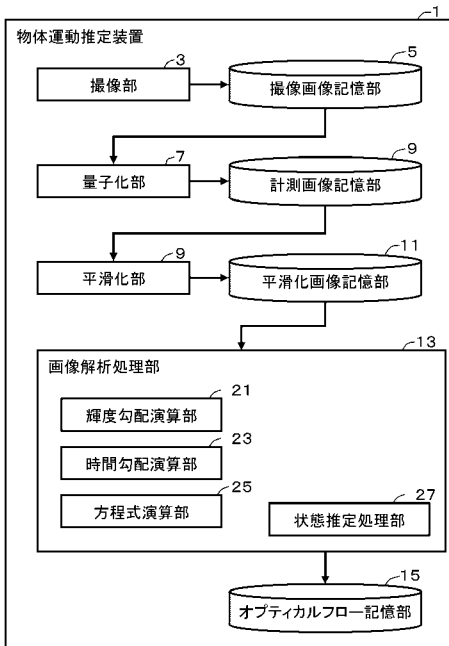 1
物体運動推定装置
3
撮像部
5
撮像画像記憶部
7
量子化部
9
計測画像記憶部
9
平滑化部
11
平滑化画像記憶部
13
画像解析処理部
21
輝度勾配演算部
23
時間勾配演算部
25
方程式演算部
27
状態推定処理部
15
オプティカルフロー記憶部